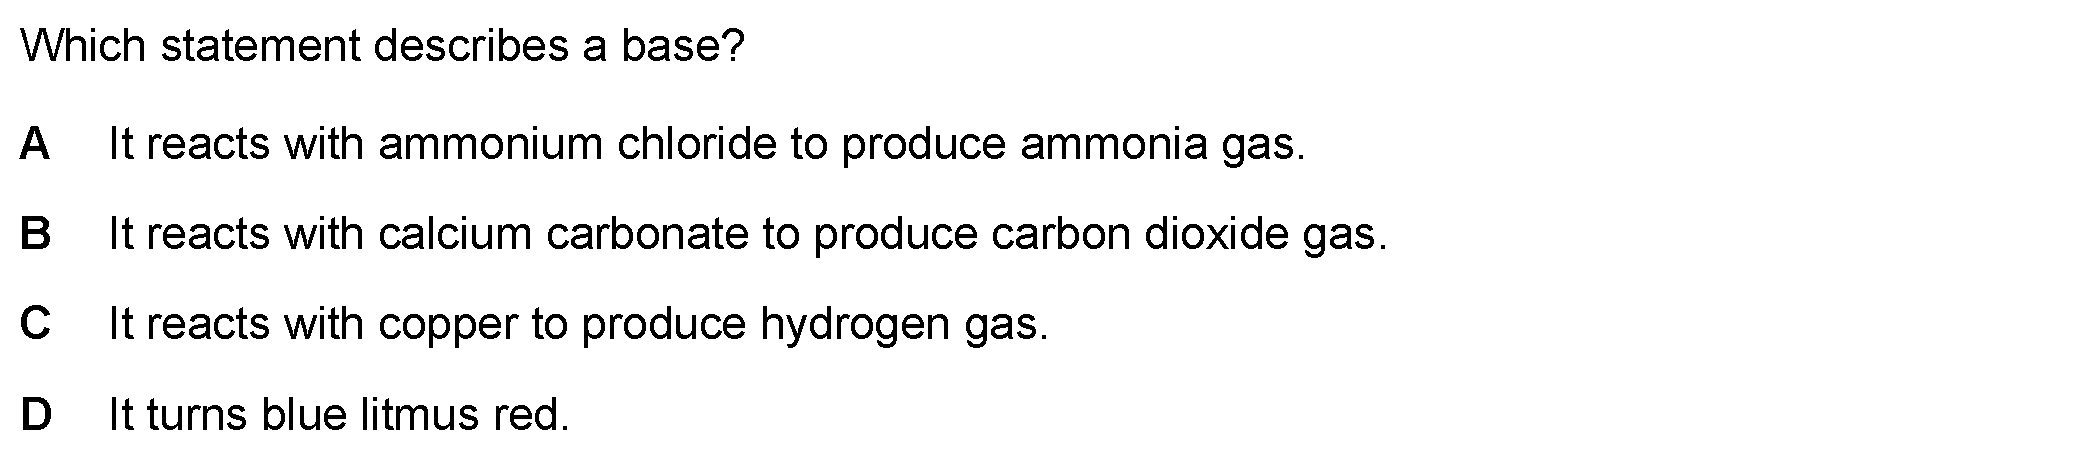 Which statement describes a base?
A It reacts with ammonium chloride to produce ammonia gas.
B It reacts with calcium carbonate to produce carbon dioxide gas.
C It reacts with copper to produce hydrogen gas.
D It turns blue litmus red.